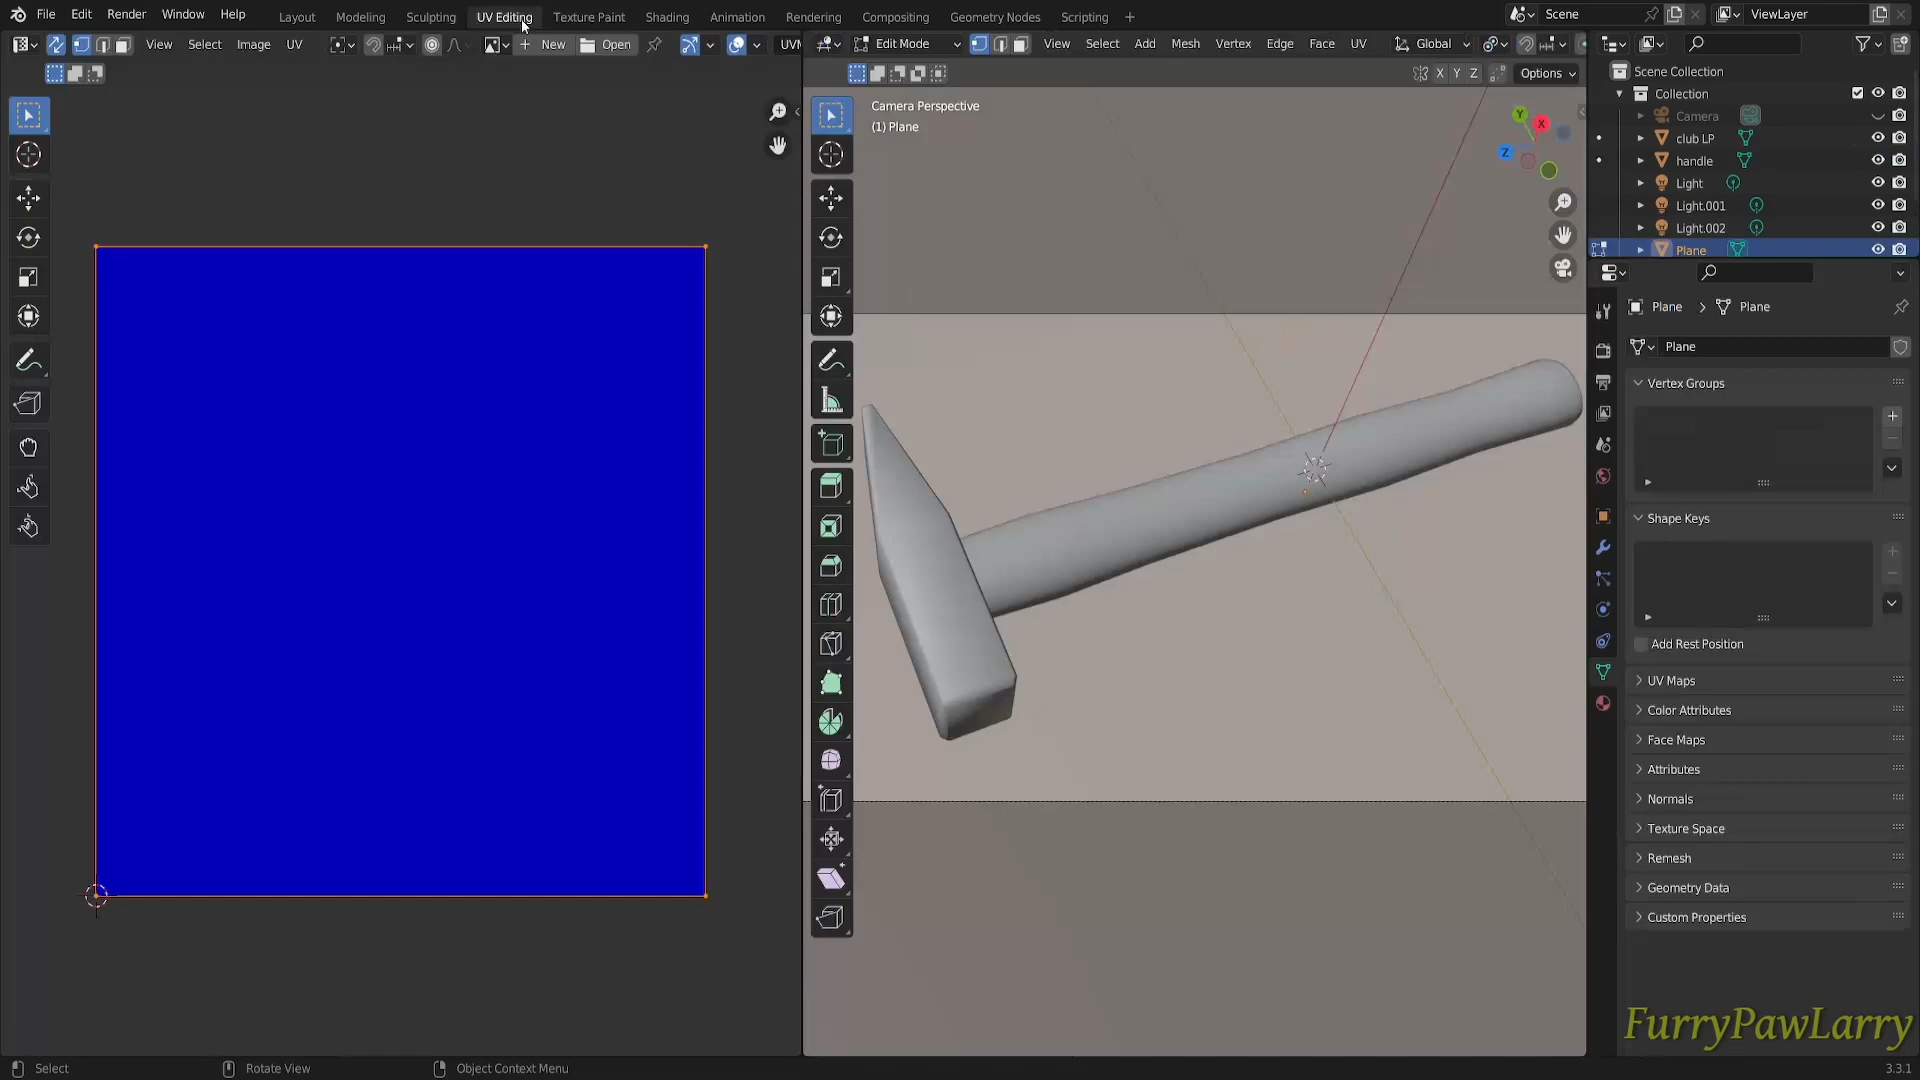 File Edit Render Window Help Layout Modeling Sculpting UV Editing Texture Paint Shading Animation Rendering Compositing Geometry Nodes Scripting + Scene ViewLayer
View Select Image UV New Open UVM Edit Mode View Select Add Mesh Vertex Edge Face UV Global
X Y Z Options
Scene Collection
Collection
Camera
club LP
handle
Light
Light.001
Light.002
Plane
Camera Perspective
(1) Plane
Y
X
Z
Plane > Plane
Plane
Vertex Groups
Shape Keys
Add Rest Position
UV Maps
Color Attributes
Face Maps
Attributes
Normals
Texture Space
Remesh
Geometry Data
Custom Properties
FurryPawLarry
Select Rotate View Object Context Menu 3.3.1